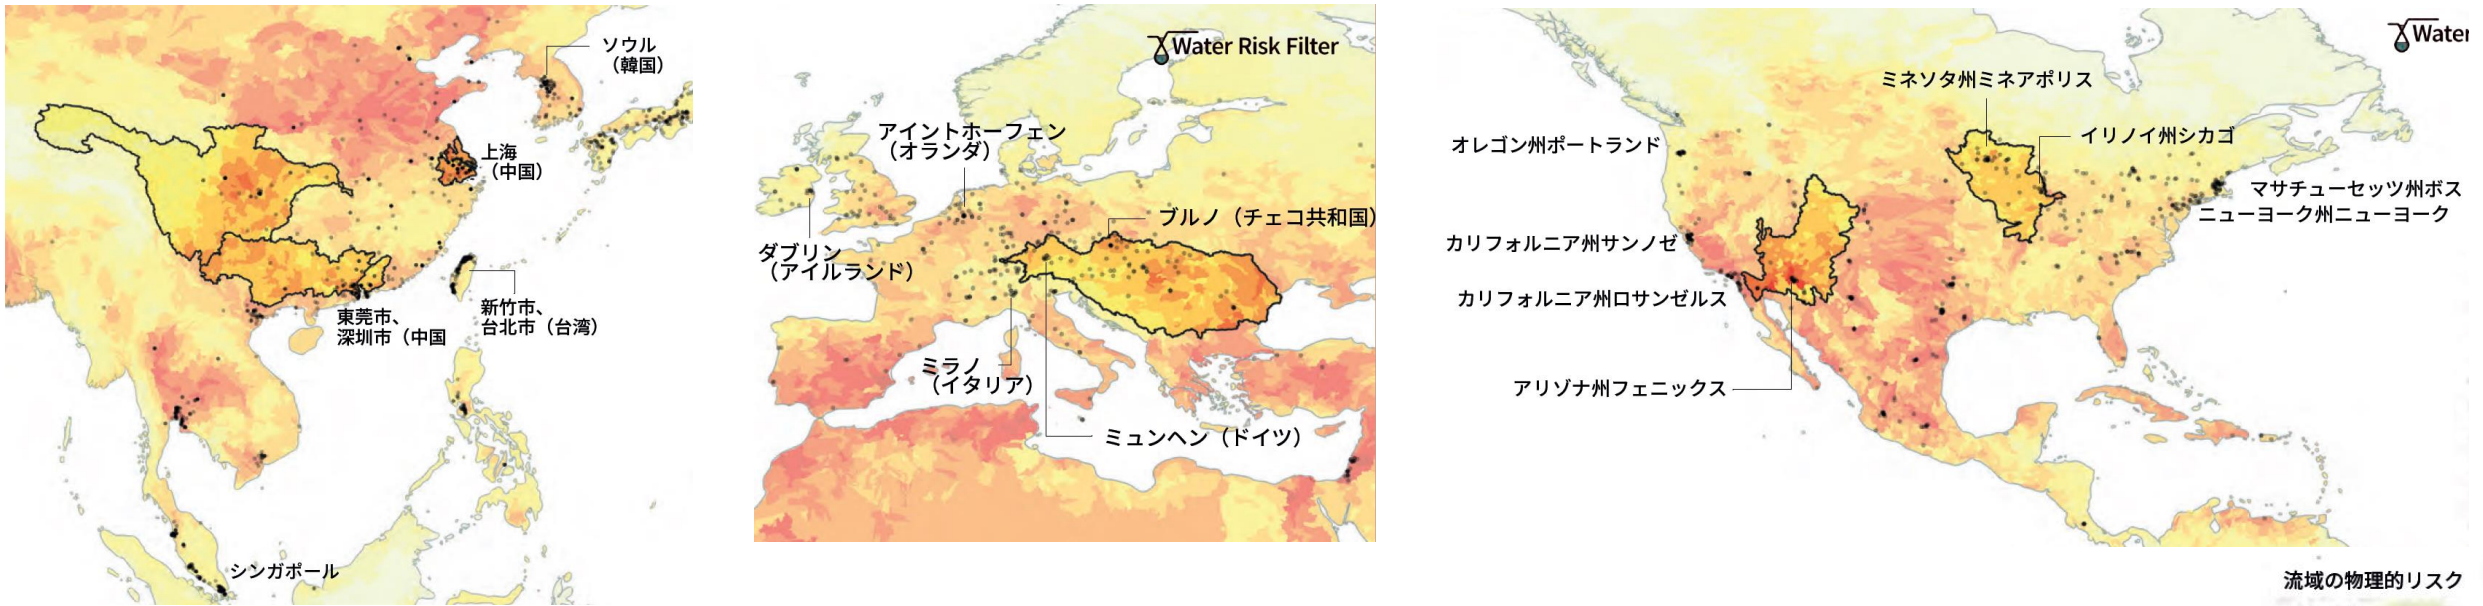 ソウル
（韓国）
上海
（中国）
新竹市、
台北市（台湾）
東莞市、
深圳市（中国
シンガポール
Water Risk Filter
アイントホーフェン
（オランダ）
ブルノ（チェコ共和国）
ダブリン
（アイルランド）
ミラノ
（イタリア）
ミュンヘン（ドイツ）
Water
ミネソタ州ミネアポリス
イリノイ州シカゴ
オレゴン州ポートランド
マサチューセッツ州ボス
ニューヨーク州ニューヨーク
カリフォルニア州サンノゼ
カリフォルニア州ロサンゼルス
アリゾナ州フェニックス
流域の物理的リスク